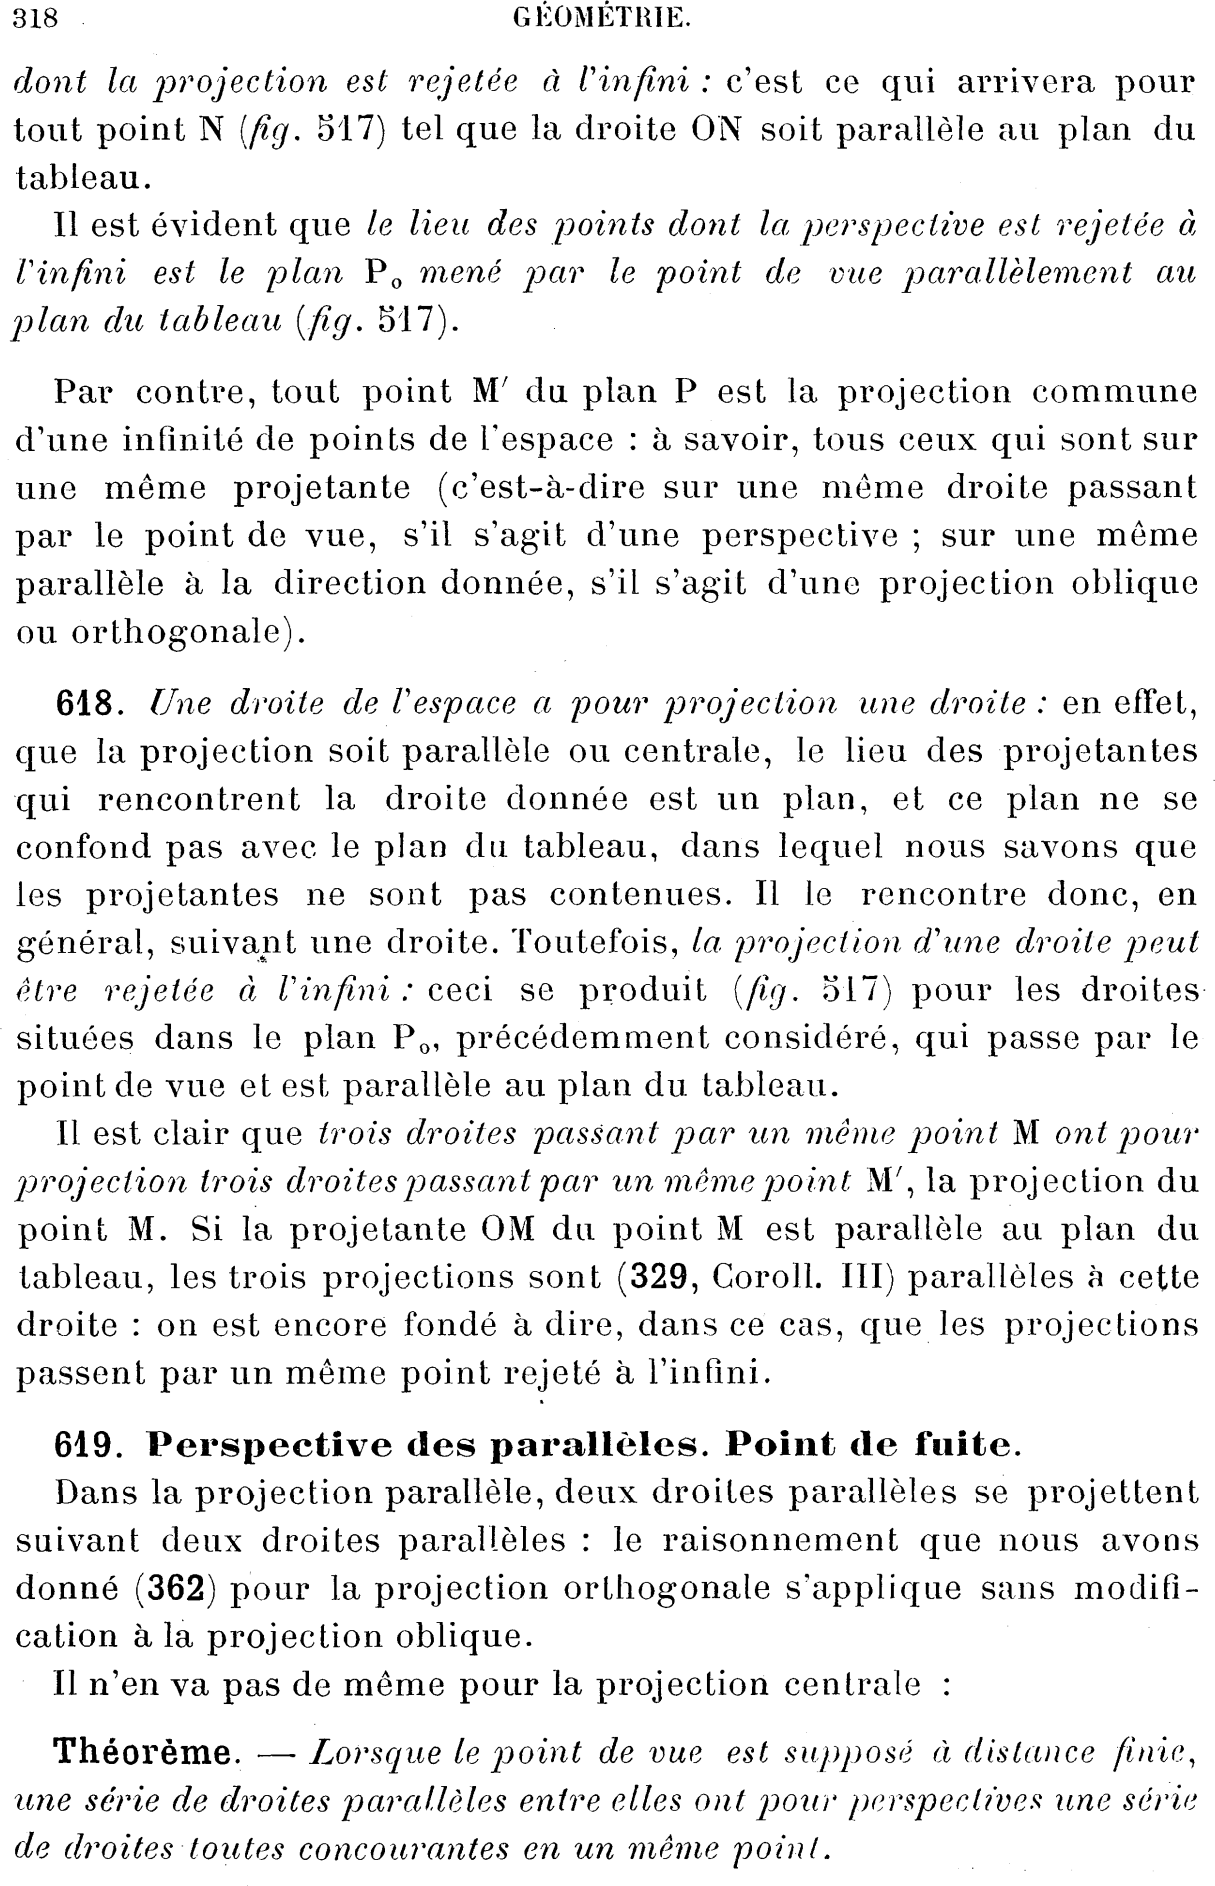 318 GÉOMÉTRIE.
dont la projection est rejetée à l'infini : c'est ce qui arrivera pour
tout point N (fig. 517) tel que la droite ON soit parallèle au plan du
tableau.
Il est évident que le lieu des points dont la perspective est rejetée à
l'infini est le plan P₀ mené par le point de vue parallèlement au
plan du tableau (fig. 517).
Par contre, tout point M′ du plan P est la projection commune
d'une infinité de points de l'espace : à savoir, tous ceux qui sont sur
une même projetante (c'est-à-dire sur une même droite passant
par le point de vue, s'il s'agit d'une perspective ; sur une même
parallèle à la direction donnée, s'il s'agit d'une projection oblique
ou orthogonale).
618. Une droite de l'espace a pour projection une droite : en effet,
que la projection soit parallèle ou centrale, le lieu des projetantes
qui rencontrent la droite donnée est un plan, et ce plan ne se
confond pas avec le plan du tableau, dans lequel nous savons que
les projetantes ne sont pas contenues. Il le rencontre donc, en
général, suivant une droite. Toutefois, la projection d'une droite peut
être rejetée à l'infini : ceci se produit (fig. 517) pour les droites
situées dans le plan P₀, précédemment considéré, qui passe par le
point de vue et est parallèle au plan du tableau.
Il est clair que trois droites passant par un même point M ont pour
projection trois droites passant par un même point M′, la projection du
point M. Si la projetante OM du point M est parallèle au plan du
tableau, les trois projections sont (329, Coroll. III) parallèles à cette
droite : on est encore fondé à dire, dans ce cas, que les projections
passent par un même point rejeté à l'infini.
619. Perspective des parallèles. Point de fuite.
Dans la projection parallèle, deux droites parallèles se projettent
suivant deux droites parallèles : le raisonnement que nous avons
donné (362) pour la projection orthogonale s'applique sans modifi-
cation à la projection oblique.
Il n'en va pas de même pour la projection centrale :
Théorème. — Lorsque le point de vue est supposé à distance finie,
une série de droites parallèles entre elles ont pour perspectives une série
de droites toutes concourantes en un même point.